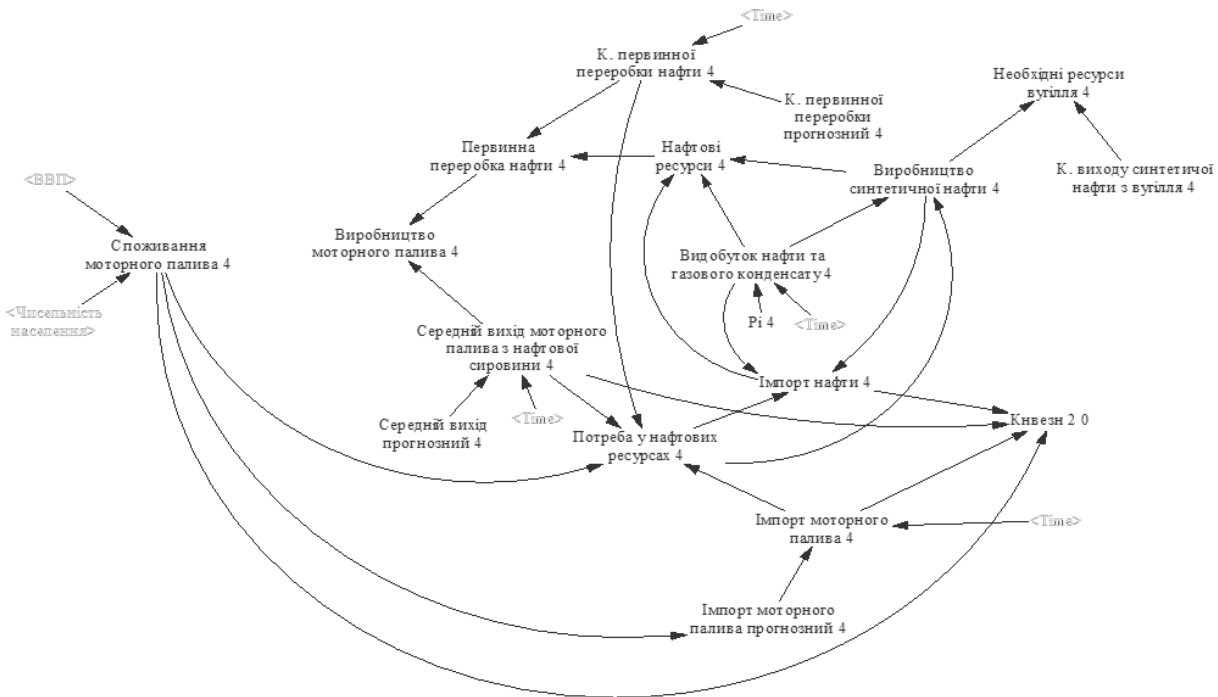 <Time>
К. первинної
переробки нафти 4
Необхідні ресурси
вугілля 4
К. первинної
переробки
прогнозний 4
Первинна
переробка нафти 4
Нафтові
ресурси 4
Виробництво
синтетичної нафти 4
К. виходу синтетичої
нафти з вугілля 4
<ВВП>
Споживання
моторного палива 4
Виробництво
моторного палива 4
Видобуток нафти та
газового конденсату 4
<Чисельність
населення>
Pi 4
<Time>
Середній вихід моторного
палива з нафтової
сировини 4
Імпорт нафти 4
Середній вихід
прогнозний 4
<Time>
Потреба у нафтових
ресурсах 4
Кнвезн 2 0
Імпорт моторного
палива 4
<Time>
Імпорт моторного
палива прогнозний 4